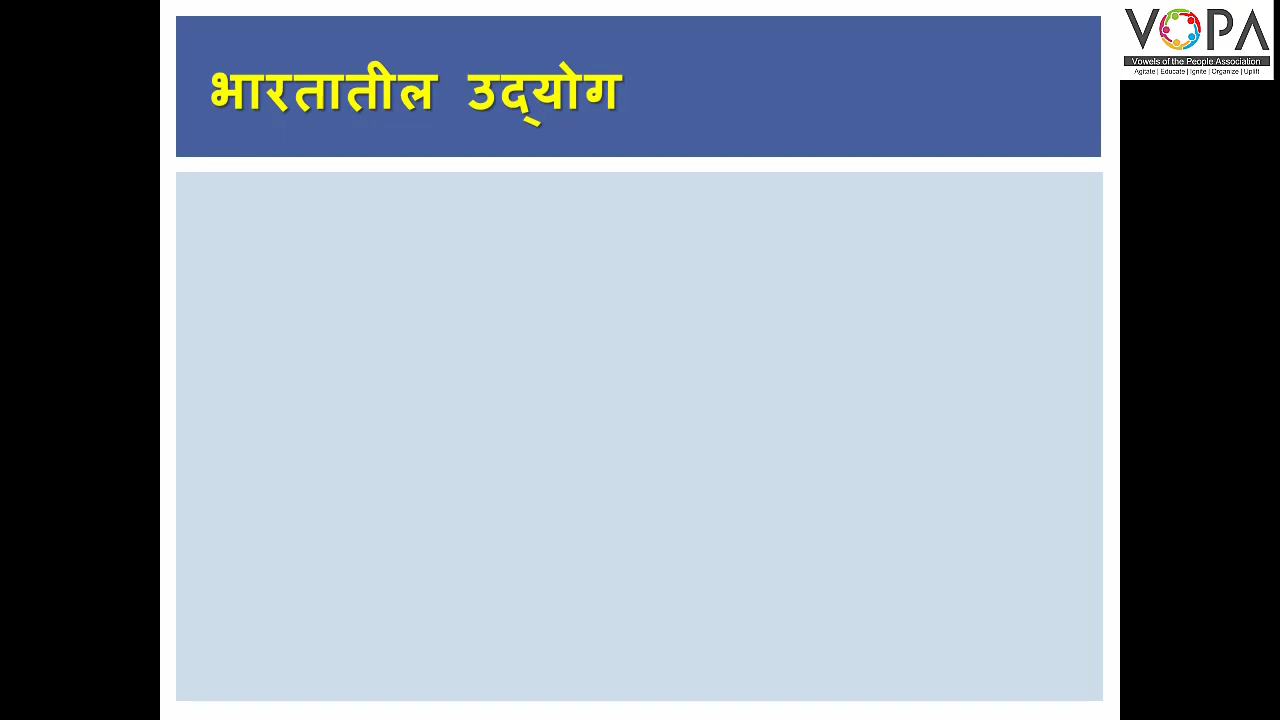 भारतातील उद्‌योग
VOPA
Vowels of the People Association
Agitate | Educate | Ignite | Organize | Uplift